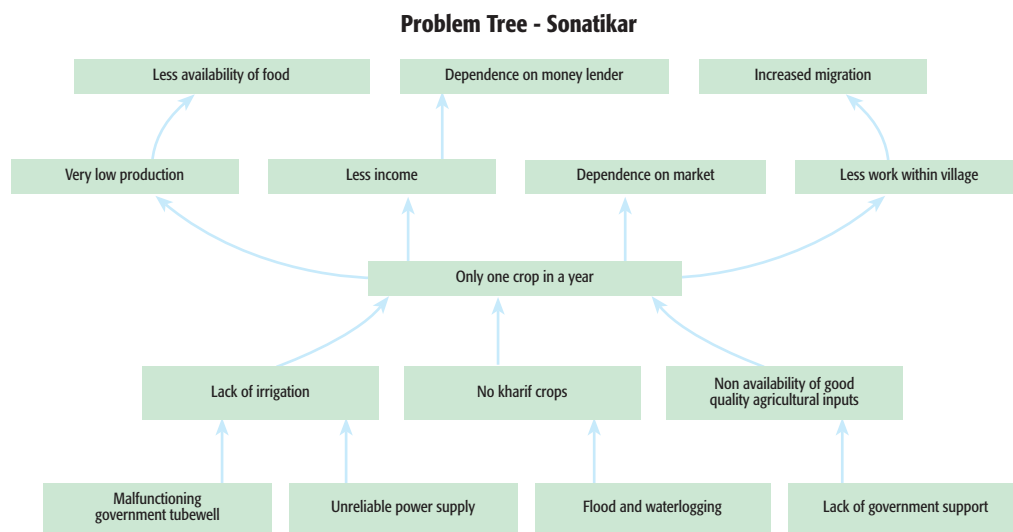 Problem Tree - Sonatikar
Less availability of food
Dependence on money lender
Increased migration
Very low production
Less income
Dependence on market
Less work within village
Only one crop in a year
Lack of irrigation
No kharif crops
Non availability of good
quality agricultural inputs
Malfunctioning
government tubewell
Unreliable power supply
Flood and waterlogging
Lack of government support